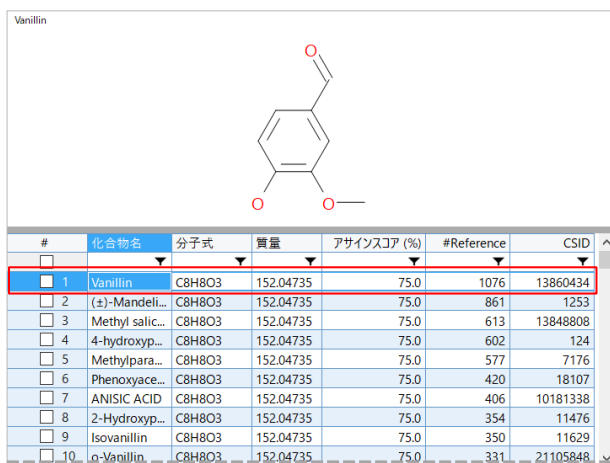 Vanillin
O
O
O
# 化合物名 分子式 質量 アサインスコア (%) #Reference CSID
1 Vanillin C8H8O3 152.04735 75.0 1076 13860434
2 (±)-Mandeli... C8H8O3 152.04735 75.0 861 1253
3 Methyl salic... C8H8O3 152.04735 75.0 613 13848808
4 4-hydroxyp... C8H8O3 152.04735 75.0 602 124
5 Methylpara... C8H8O3 152.04735 75.0 577 7176
6 Phenoxyace... C8H8O3 152.04735 75.0 420 18107
7 ANISIC ACID C8H8O3 152.04735 75.0 406 10181338
8 2-Hydroxyp... C8H8O3 152.04735 75.0 354 11476
9 Isovanillin C8H8O3 152.04735 75.0 350 11629
10 o-Vanillin C8H8O3 152.04735 75.0 331 21105848